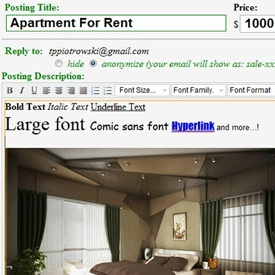 Posting Title: Price:
Apartment For Rent $ 1000
Reply to: tppiotrowski@gmail.com
hide anonymize (your email will show as: sale-xx
Posting Description:
B I U Font Size... Font Family. Font Format
Bold Text Italic Text Underline Text
Large font Comic sans font Hyperlink and more...!